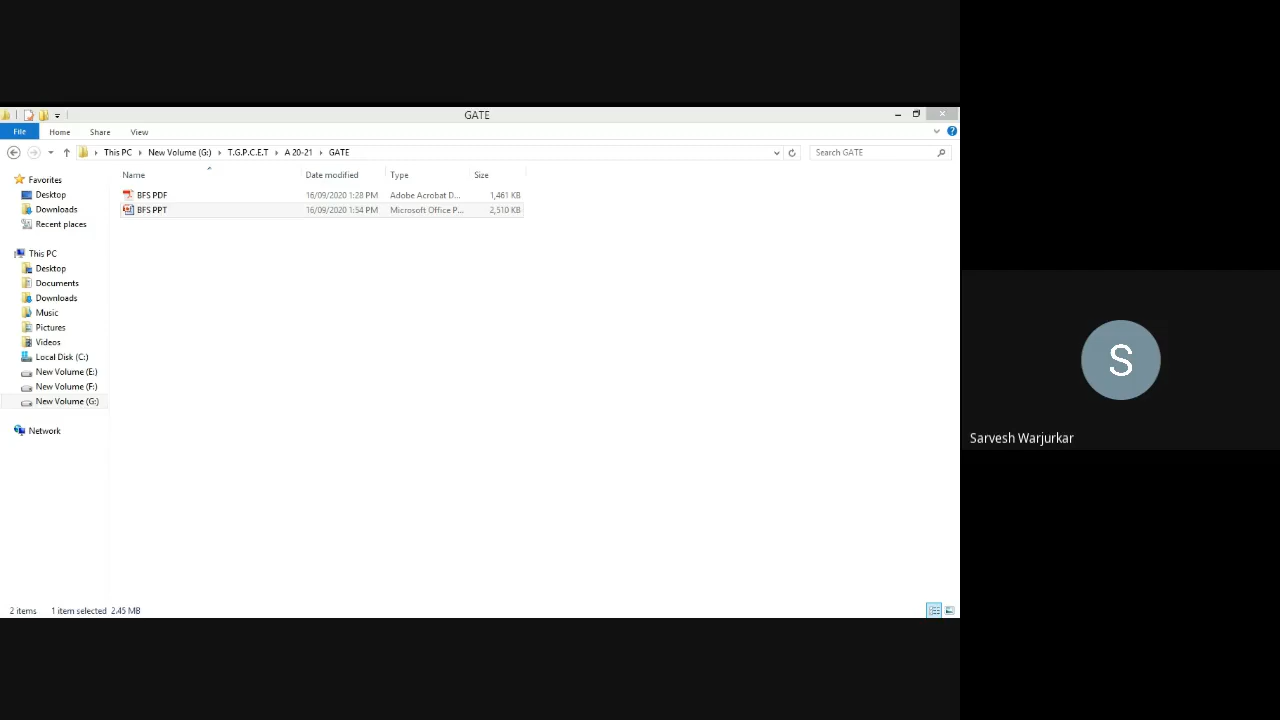 GATE
File Home Share View
This PC New Volume (G:) T.G.P.C.E.T A 20-21 GATE Search GATE
Name Date modified Type Size
BFS PDF 16/09/2020 1:28 PM Adobe Acrobat D... 1,461 KB
BFS PPT 16/09/2020 1:54 PM Microsoft Office P... 2,510 KB
Favorites
Desktop
Downloads
Recent places
This PC
Desktop
Documents
Downloads
Music
Pictures
Videos
Local Disk (C:)
New Volume (E:)
New Volume (F:)
New Volume (G:)
Network
2 items 1 item selected 2.45 MB
S
Sarvesh Warjurkar